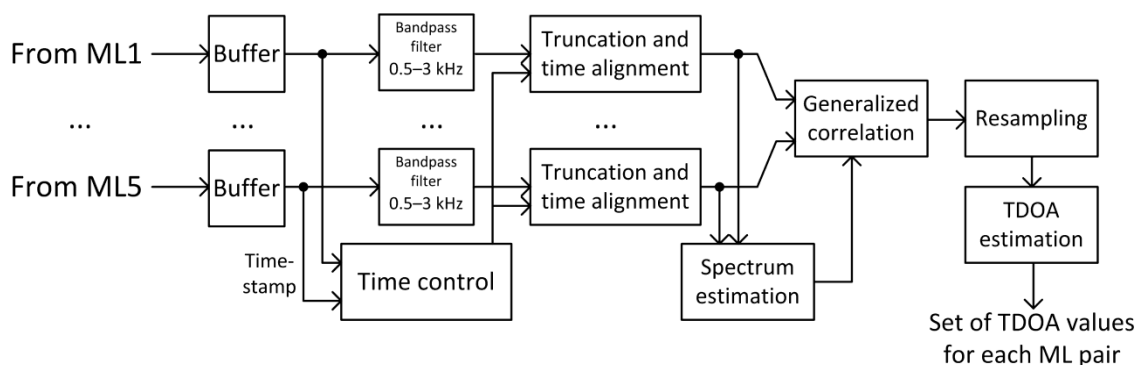 From ML1
Buffer
Bandpass
filter
0.5–3 kHz
Truncation and
time alignment
Generalized
correlation
Resampling
...
...
...
...
From ML5
Buffer
Bandpass
filter
0.5–3 kHz
Truncation and
time alignment
TDOA
estimation
Time-
stamp
Time control
Spectrum
estimation
Set of TDOA values
for each ML pair